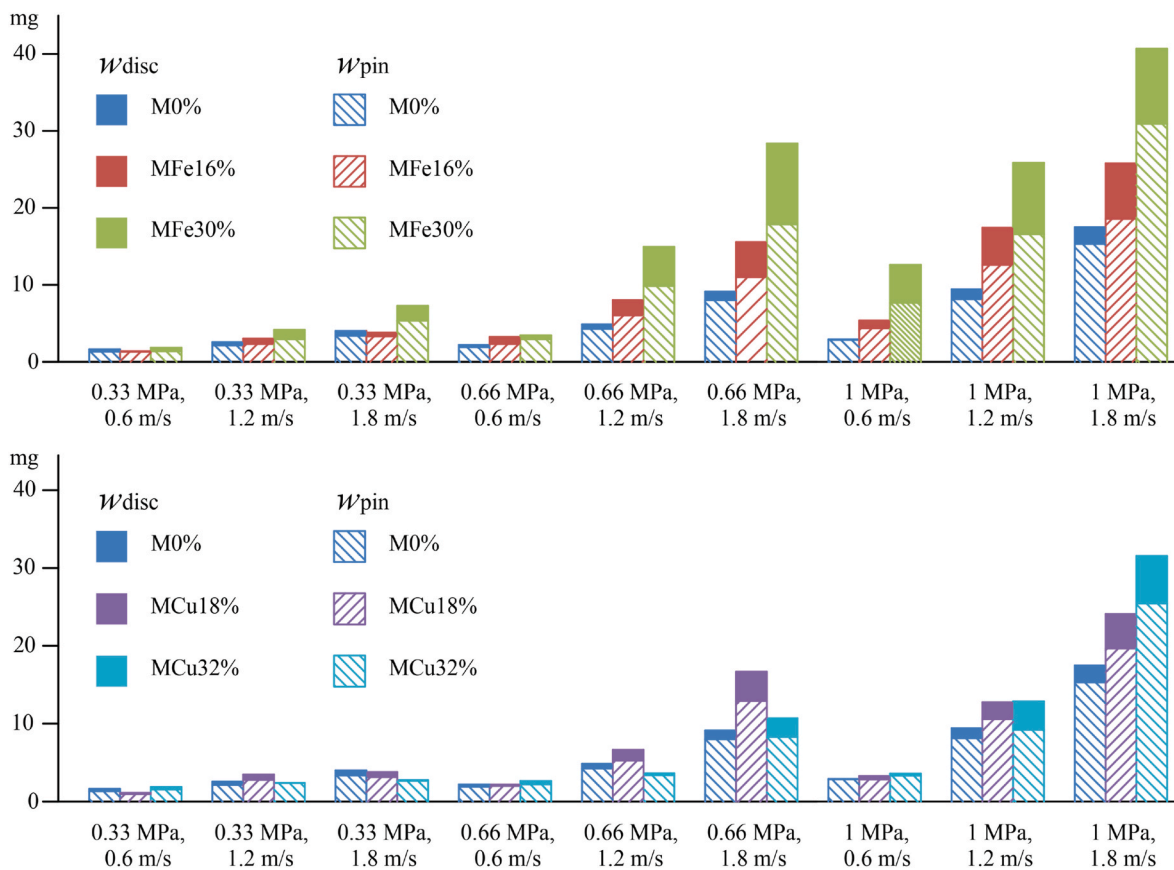 mg
40
30
20
10
0
wdisc wpin
M0% M0%
MFe16% MFe16%
MFe30% MFe30%
0.33 MPa, 0.33 MPa, 0.33 MPa, 0.66 MPa, 0.66 MPa, 0.66 MPa, 1 MPa, 1 MPa, 1 MPa,
0.6 m/s 1.2 m/s 1.8 m/s 0.6 m/s 1.2 m/s 1.8 m/s 0.6 m/s 1.2 m/s 1.8 m/s
mg
40
30
20
10
0
wdisc wpin
M0% M0%
MCu18% MCu18%
MCu32% MCu32%
0.33 MPa, 0.33 MPa, 0.33 MPa, 0.66 MPa, 0.66 MPa, 0.66 MPa, 1 MPa, 1 MPa, 1 MPa,
0.6 m/s 1.2 m/s 1.8 m/s 0.6 m/s 1.2 m/s 1.8 m/s 0.6 m/s 1.2 m/s 1.8 m/s